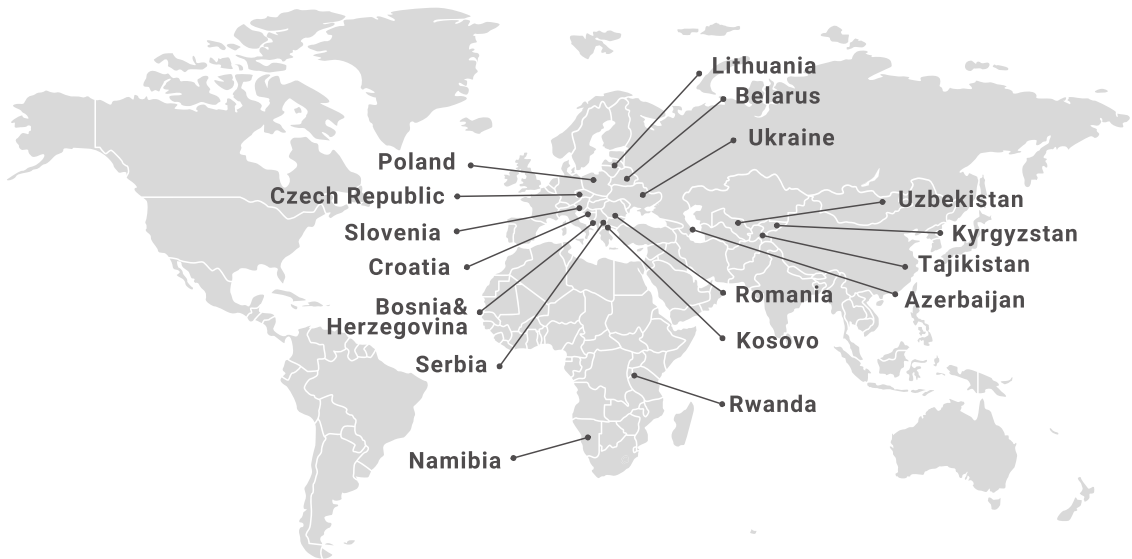 Lithuania
Belarus
Ukraine
Poland
Czech Republic
Slovenia
Croatia
Bosnia&
Herzegovina
Serbia
Namibia
Uzbekistan
Kyrgyzstan
Tajikistan
Azerbaijan
Romania
Kosovo
Rwanda